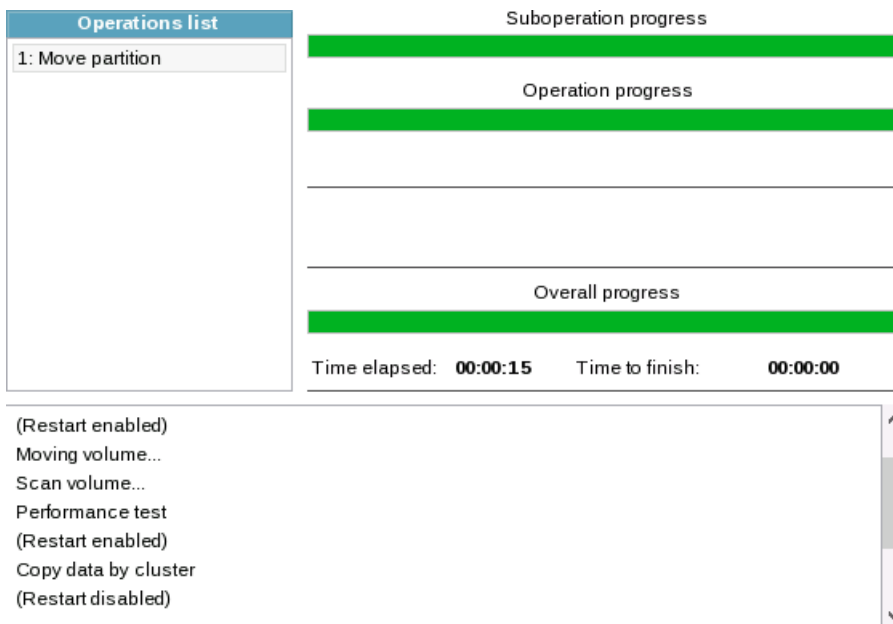 Operations list
1: Move partition
Suboperation progress
Operation progress
Overall progress
Time elapsed: 00:00:15 Time to finish: 00:00:00
(Restart enabled)
Moving volume...
Scan volume...
Performance test
(Restart enabled)
Copy data by cluster
(Restart disabled)